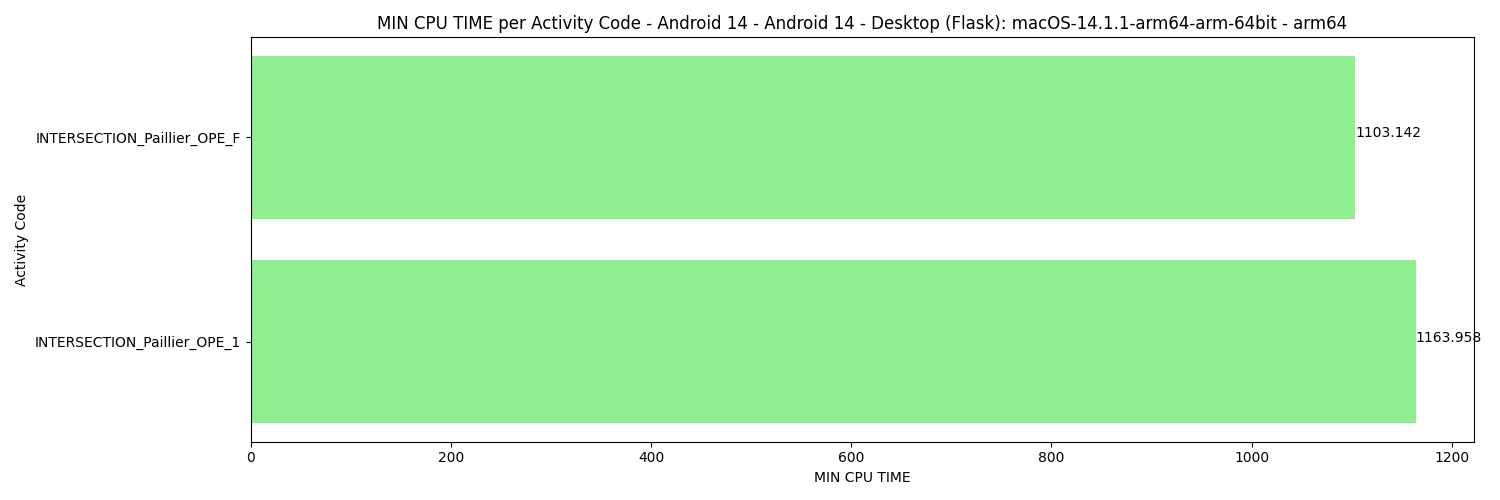 MIN CPU TIME per Activity Code - Android 14 - Android 14 - Desktop (Flask): macOS-14.1.1-arm64-arm-64bit - arm64
INTERSECTION_Paillier_OPE_F
1103.142
Activity Code
INTERSECTION_Paillier_OPE_1
1163.958
0 200 400 600 800 1000 1200
MIN CPU TIME